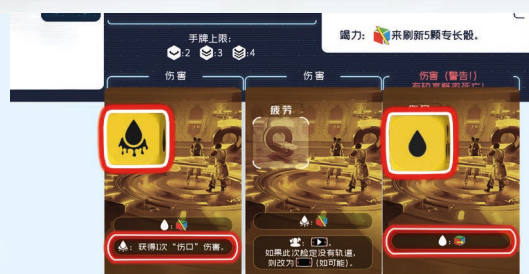 手牌上限:
:2 :3 :4
竭力: 来刷新5颗专长骰。
伤害
伤害
伤害 (警告!)
疲劳
: 获得1次“伤口”伤害。
如果此次检定没有轨道,
则改为 (如可能)。